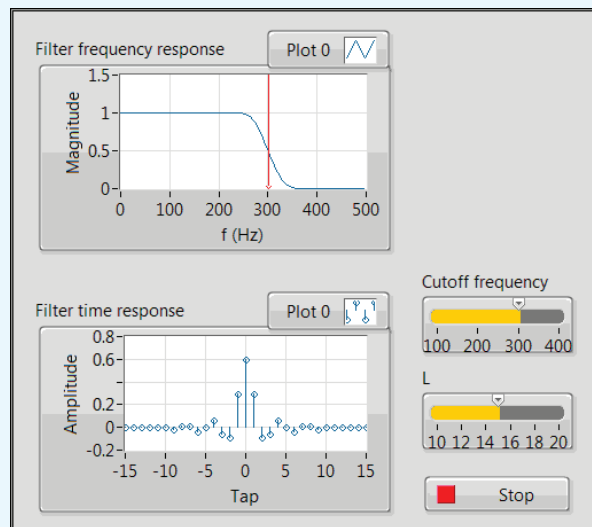 Filter frequency response
Plot 0
1.5
1
0.5
0
Magnitude
0 100 200 300 400 500
f (Hz)
Filter time response
Plot 0
0.8
0.6
0.2
0
-0.2
Amplitude
-15 -10 -5 0 5 10 15
Tap
Cutoff frequency
100 200 300 400
L
10 12 14 16 18 20
Stop